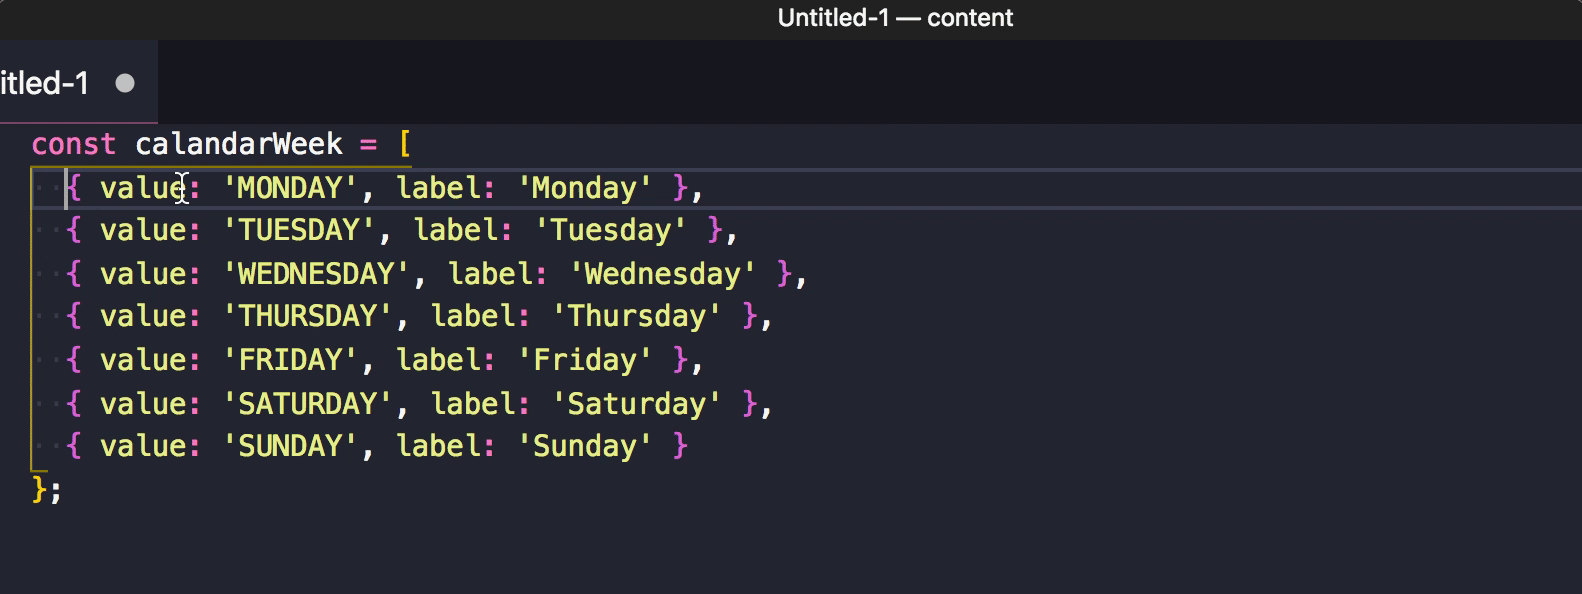 Untitled-1 — content
itled-1
const calandarWeek = [
{ value: 'MONDAY', label: 'Monday' },
{ value: 'TUESDAY', label: 'Tuesday' },
{ value: 'WEDNESDAY', label: 'Wednesday' },
{ value: 'THURSDAY', label: 'Thursday' },
{ value: 'FRIDAY', label: 'Friday' },
{ value: 'SATURDAY', label: 'Saturday' },
{ value: 'SUNDAY', label: 'Sunday' }
};